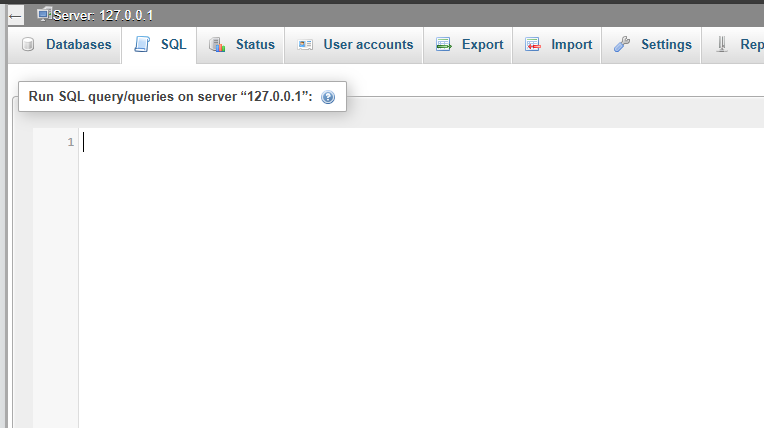 Server: 127.0.0.1
Databases SQL Status User accounts Export Import Settings Rep
Run SQL query/queries on server “127.0.0.1”:
1